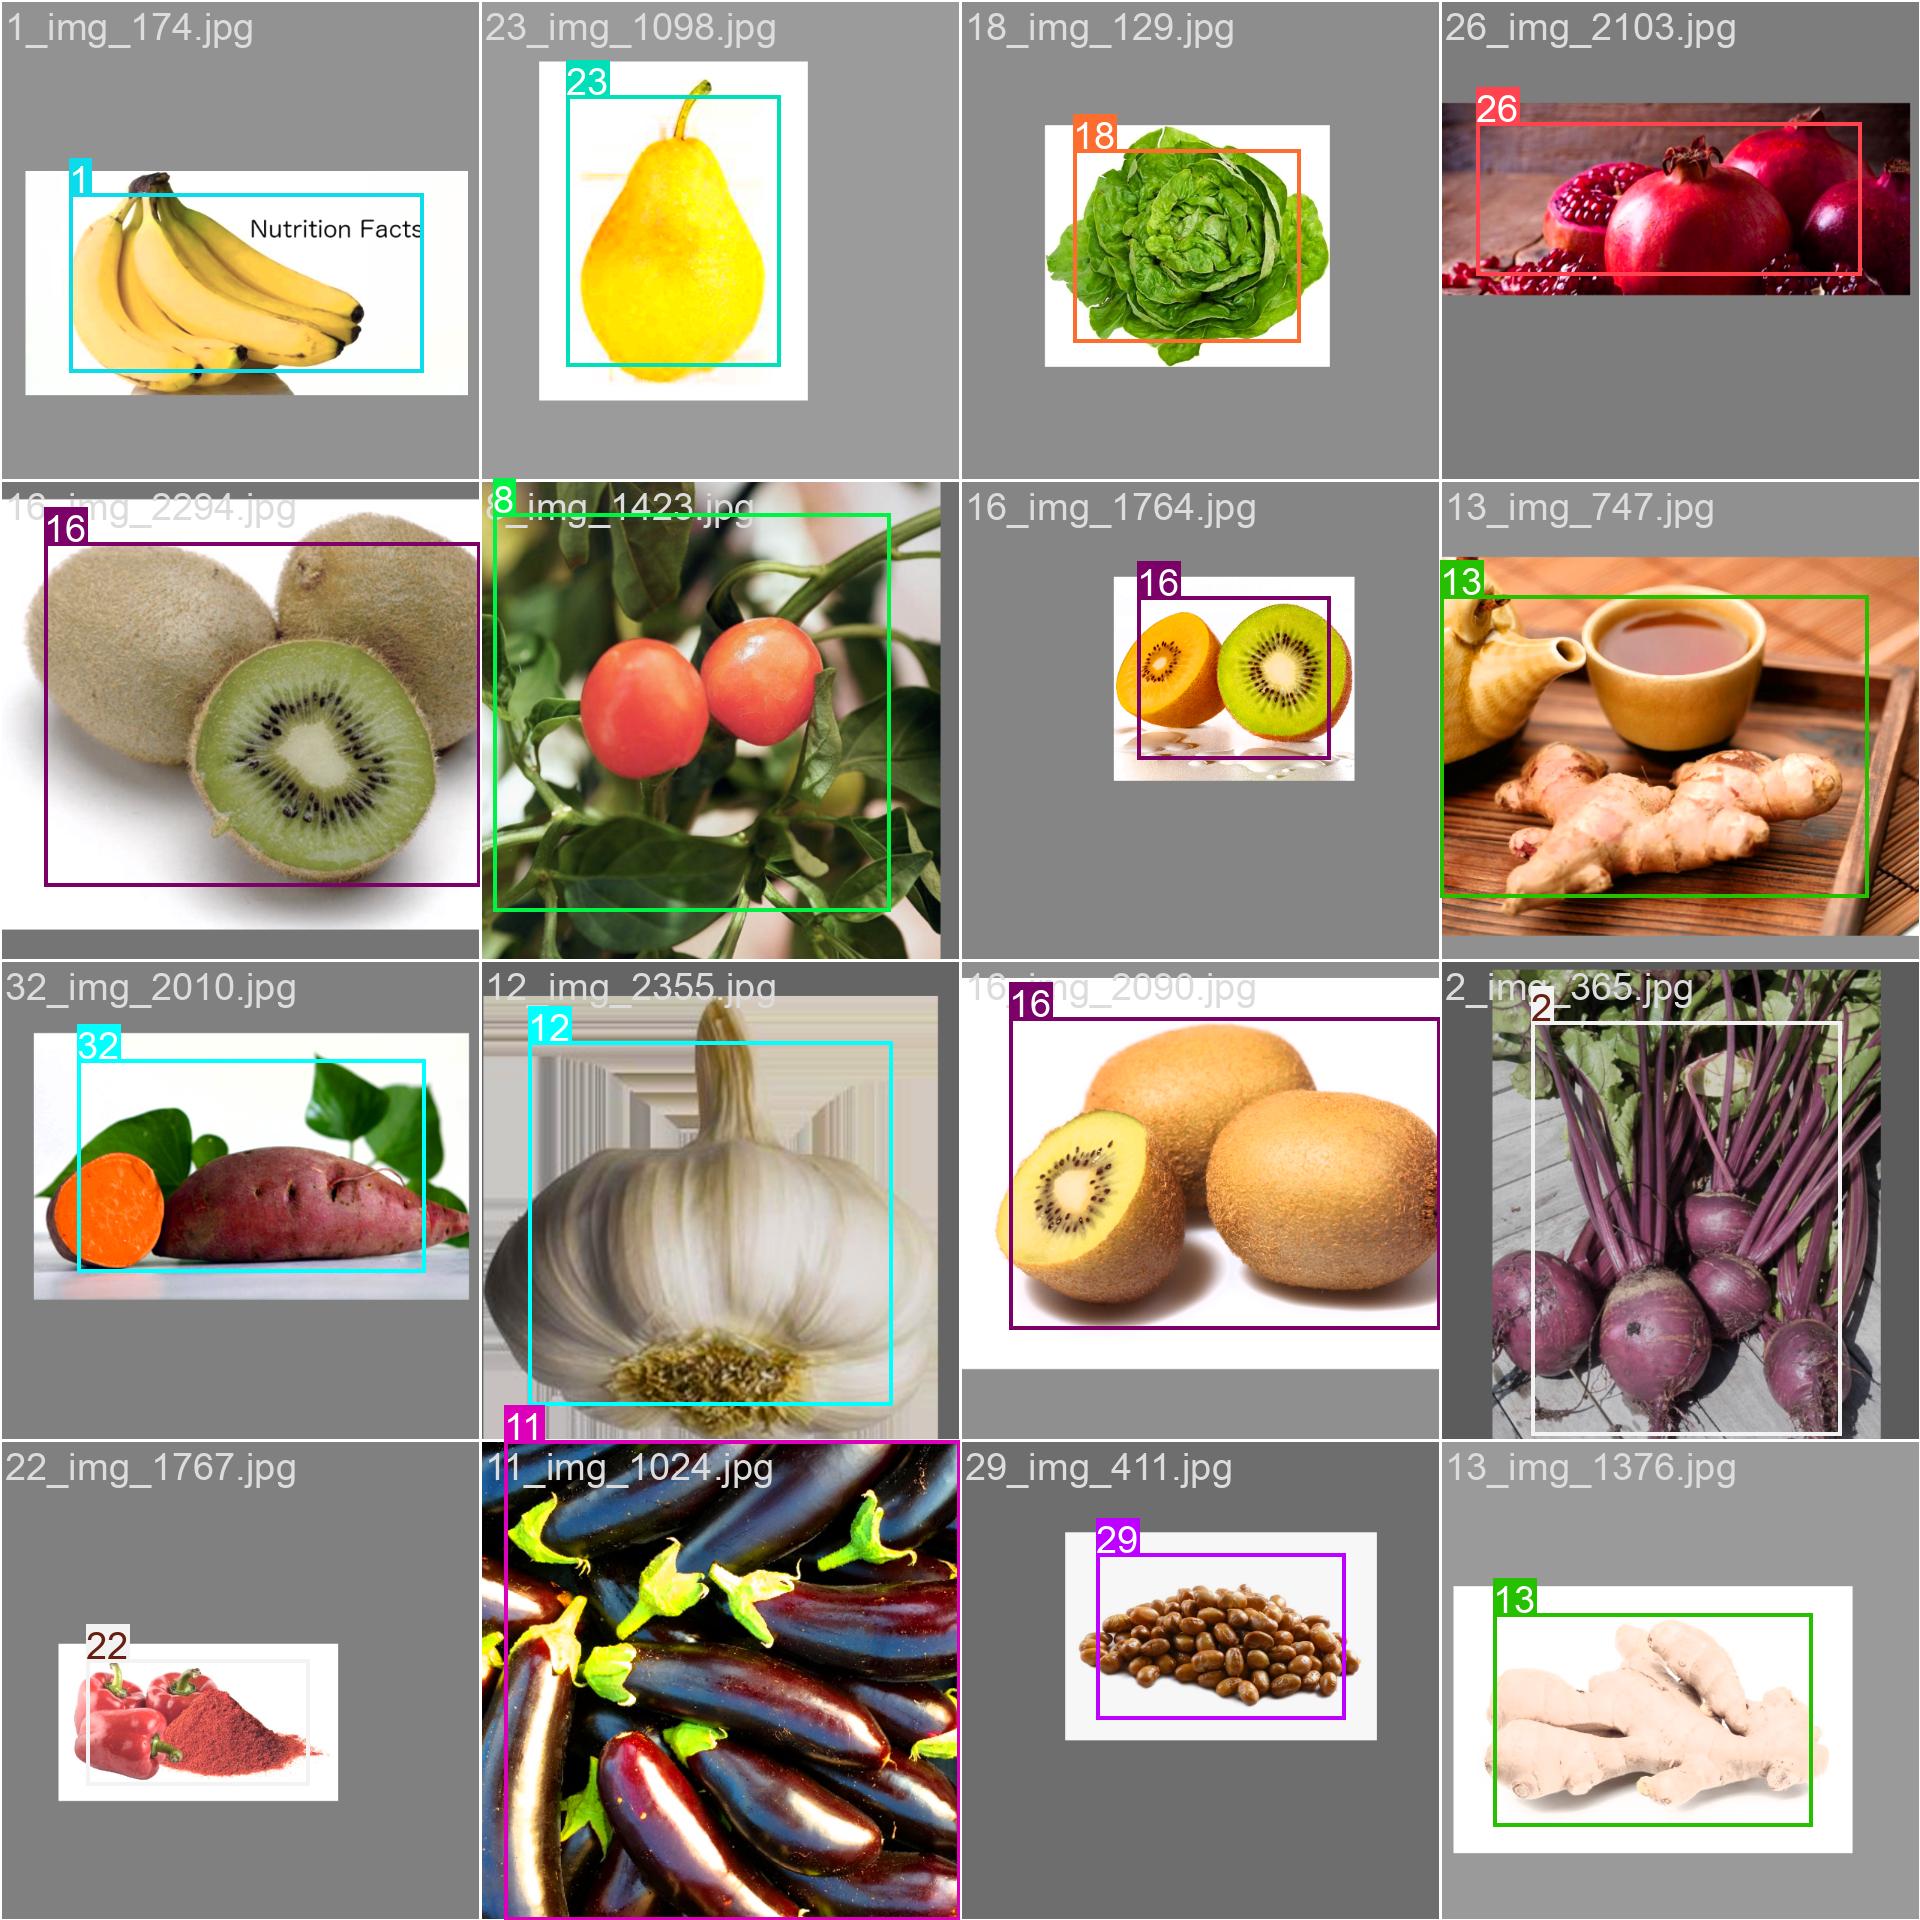 1_img_174.jpg
23_img_1098.jpg
18_img_129.jpg
26_img_2103.jpg
1
Nutrition Facts
23
18
26
16_img_2294.jpg
8_img_1423.jpg
16_img_1764.jpg
13_img_747.jpg
16
8
16
13
32_img_2010.jpg
12_img_2355.jpg
16_img_2090.jpg
2_img_365.jpg
32
12
16
2
22_img_1767.jpg
11_img_1024.jpg
29_img_411.jpg
13_img_1376.jpg
22
11
29
13